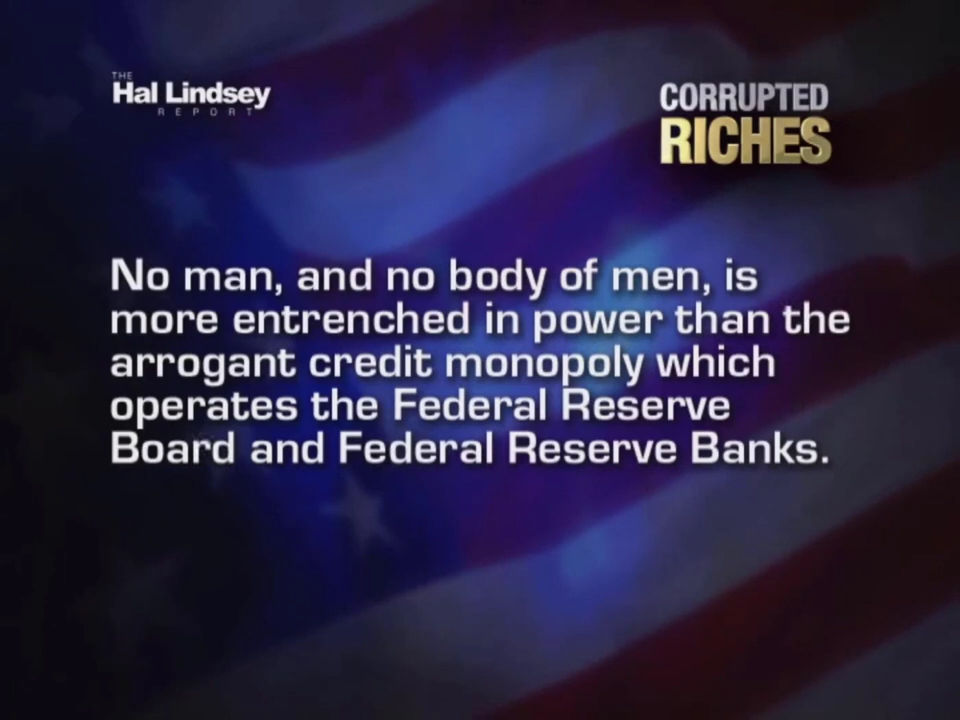 THE
Hal Lindsey
REPORT
CORRUPTED
RICHES
No man, and no body of men, is
more entrenched in power than the
arrogant credit monopoly which
operates the Federal Reserve
Board and Federal Reserve Banks.